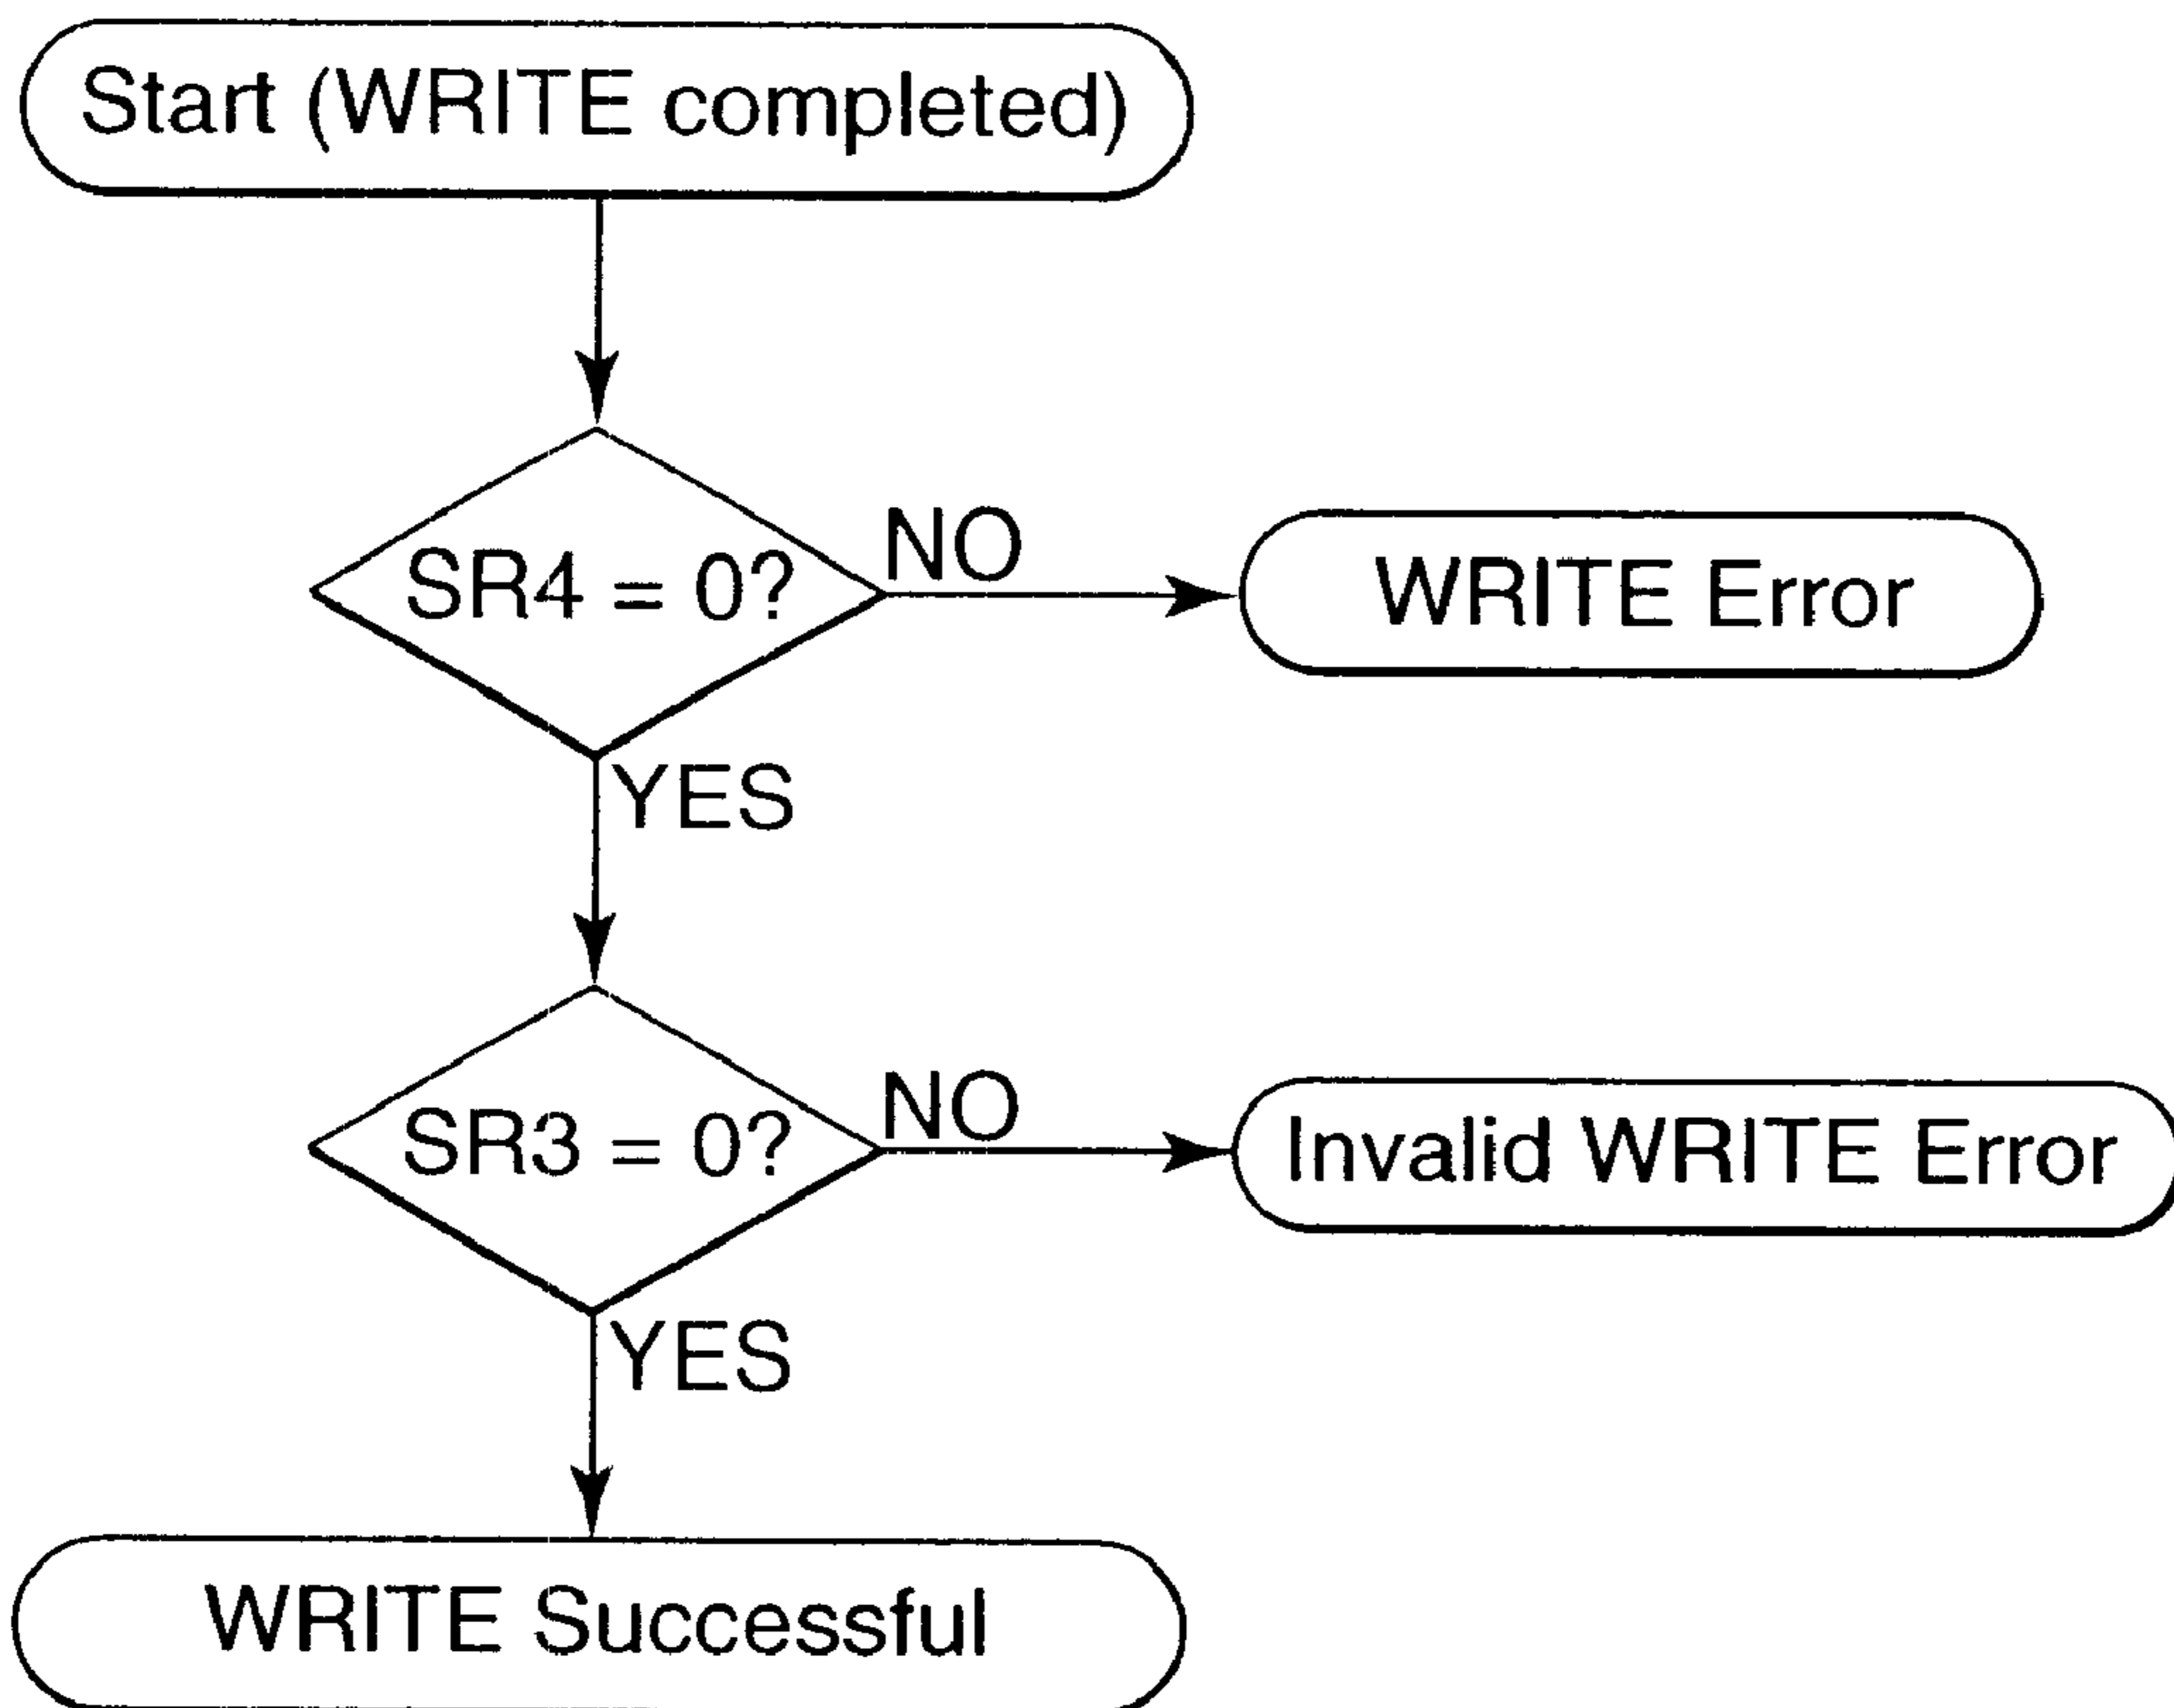 Start (WRITE completed)
SR4 = 0?
NO
WRITE Error
YES
SR3 = 0?
NO
Invalid WRITE Error
YES
WRITE Successful